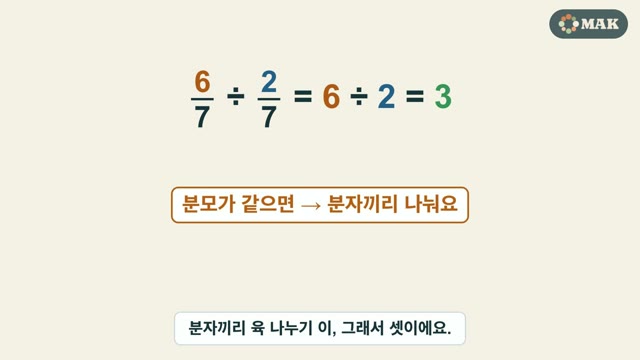 MAK
6/7 ÷ 2/7 = 6 ÷ 2 = 3
분모가 같으면 → 분자끼리 나눠요
분자끼리 육 나누기 이, 그래서 셋이에요.